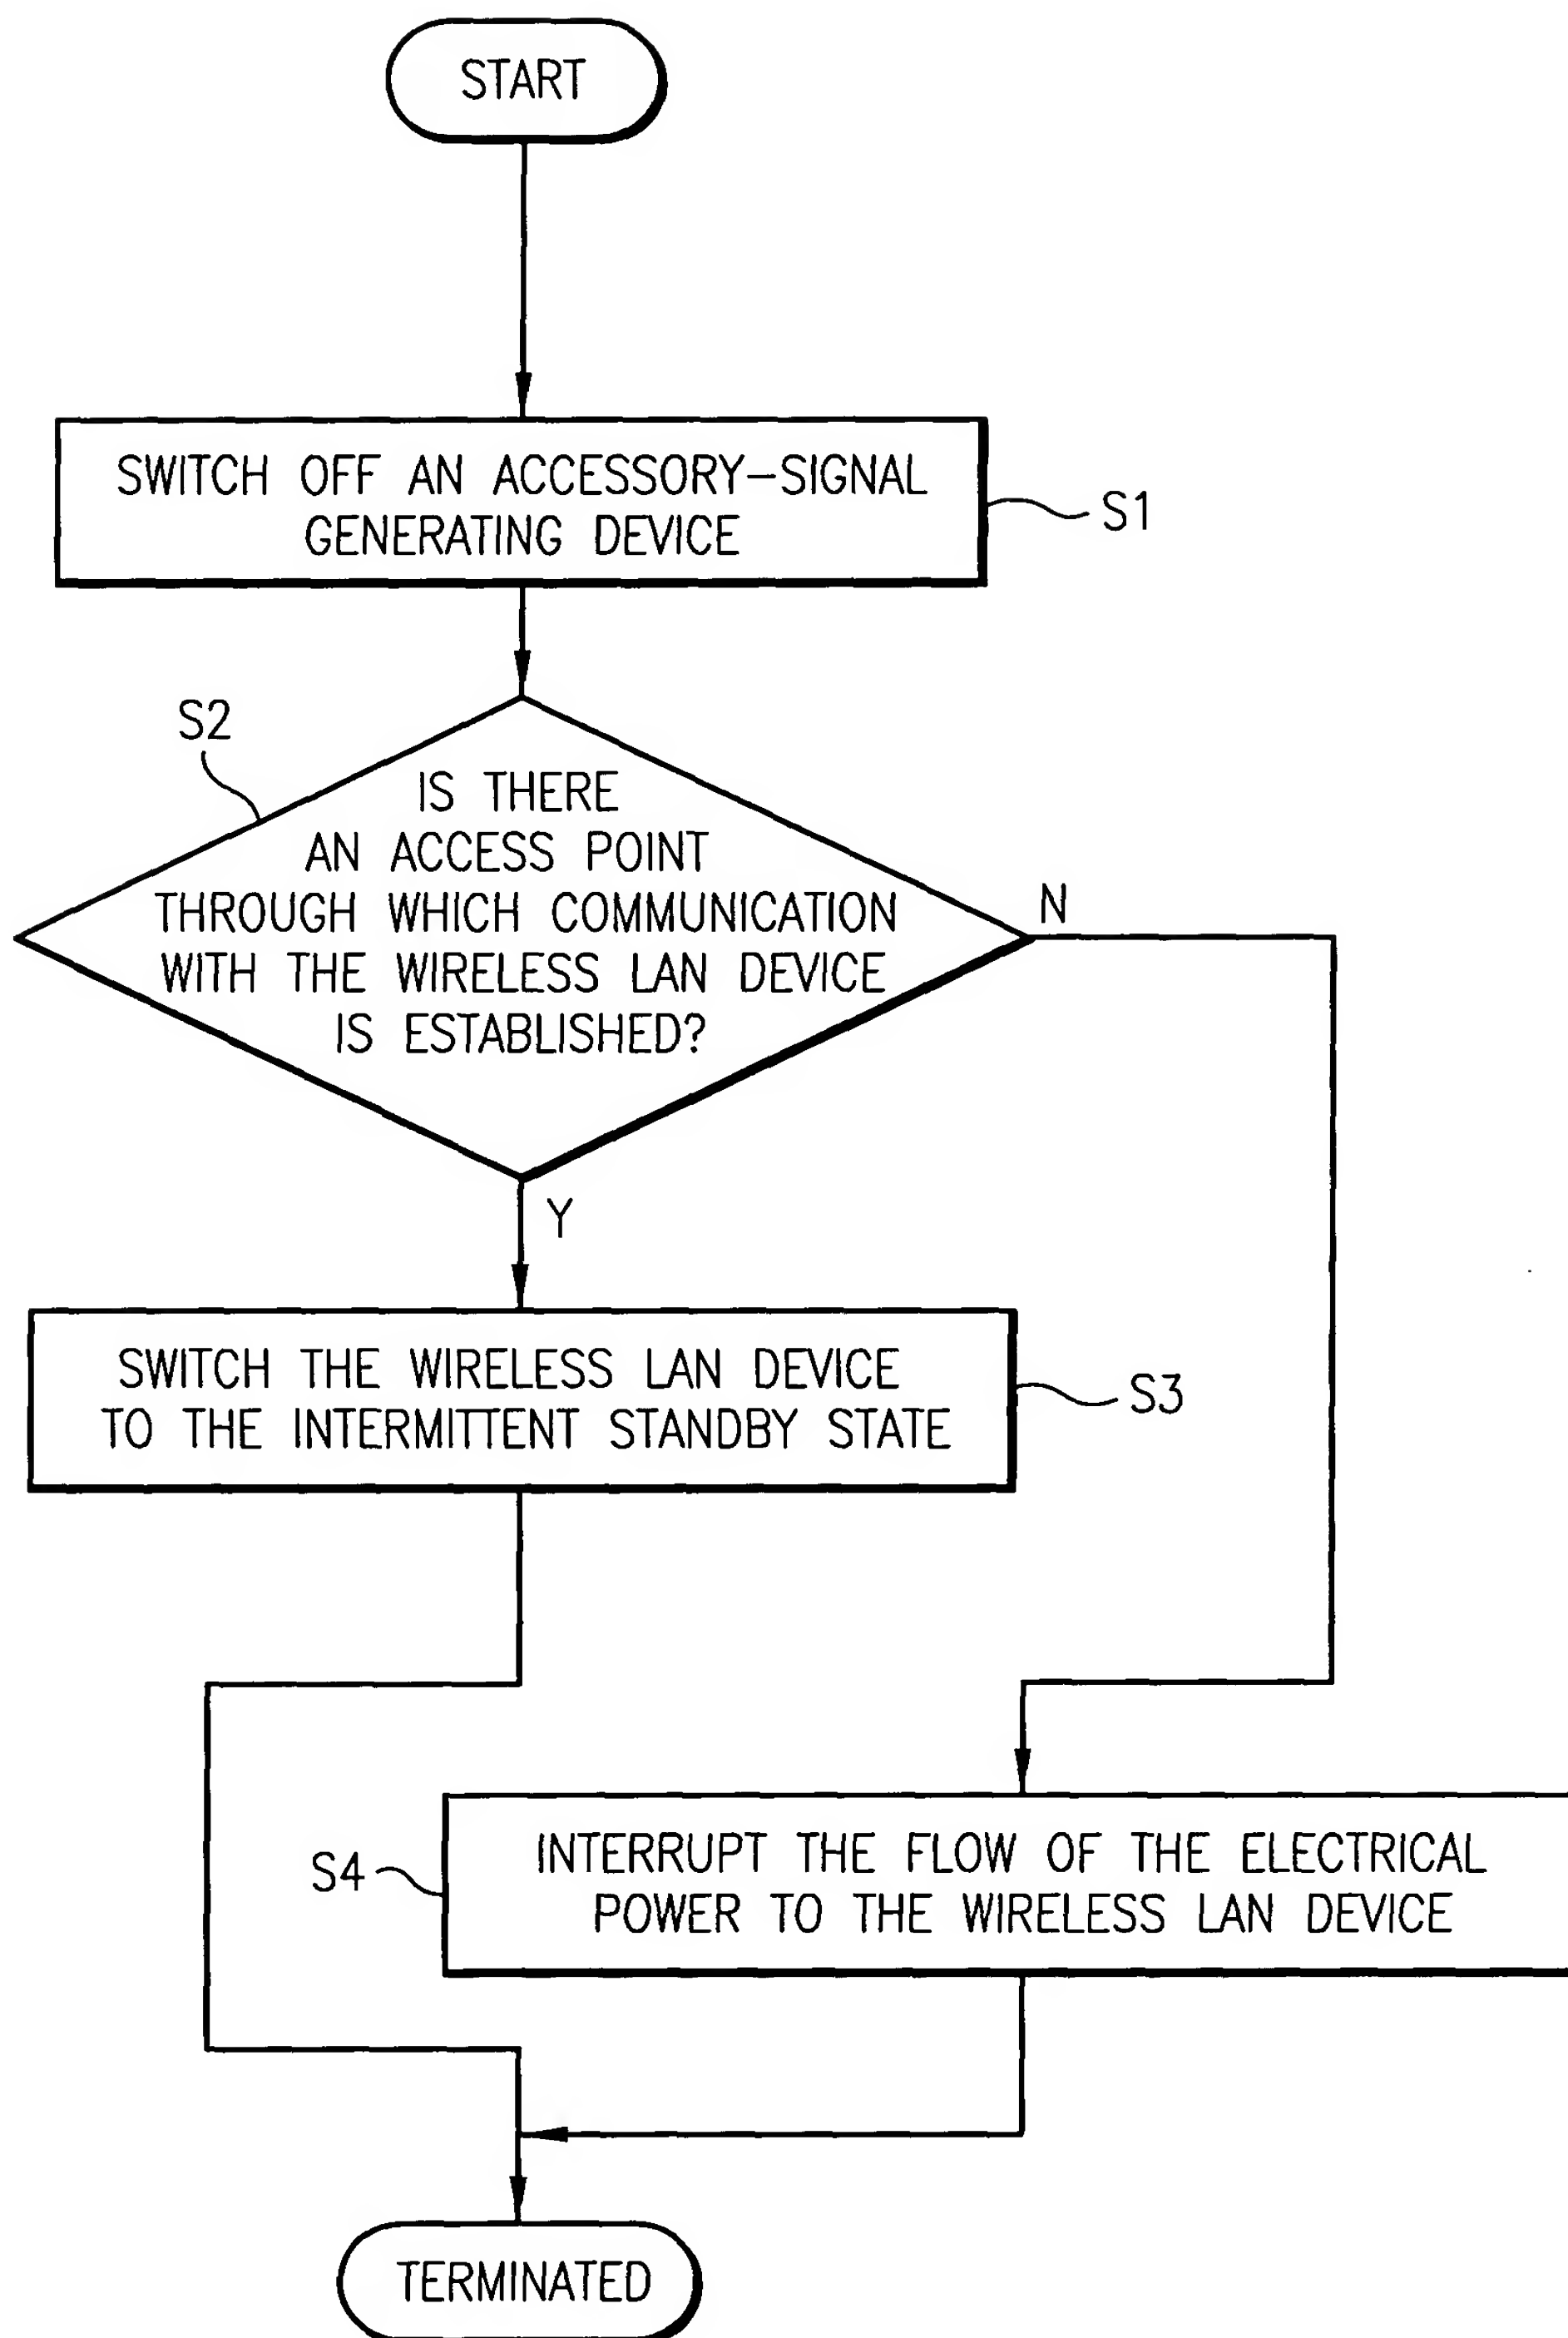 START
SWITCH OFF AN ACCESSORY-SIGNAL
GENERATING DEVICE
S1
S2
IS THERE
AN ACCESS POINT
THROUGH WHICH COMMUNICATION
WITH THE WIRELESS LAN DEVICE
IS ESTABLISHED?
N
Y
SWITCH THE WIRELESS LAN DEVICE
TO THE INTERMITTENT STANDBY STATE
S3
S4
INTERRUPT THE FLOW OF THE ELECTRICAL
POWER TO THE WIRELESS LAN DEVICE
TERMINATED